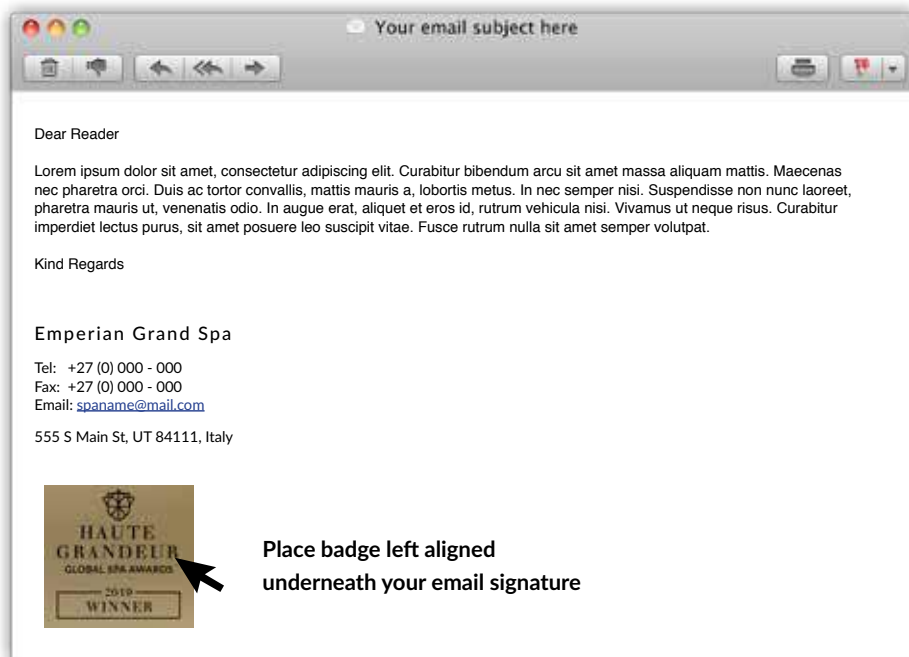 Your email subject here
Dear Reader
Lorem ipsum dolor sit amet, consectetur adipiscing elit. Curabitur bibendum arcu sit amet massa aliquam mattis. Maecenas
nec pharetra orci. Duis ac tortor convallis, mattis mauris a, lobortis metus. In nec semper nisi. Suspendisse non nunc laoreet,
pharetra mauris ut, venenatis odio. In augue erat, aliquet et eros id, rutrum vehicula nisi. Vivamus ut neque risus. Curabitur
imperdiet lectus purus, sit amet posuere leo suscipit vitae. Fusce rutrum nulla sit amet semper volutpat.
Kind Regards
Emperian Grand Spa
Tel: +27 (0) 000 - 000
Fax: +27 (0) 000 - 000
Email: spaname@mail.com
555 S Main St, UT 84111, Italy
HAUTE
GRANDEUR
GLOBAL SPA AWARDS
2019
WINNER
Place badge left aligned
underneath your email signature